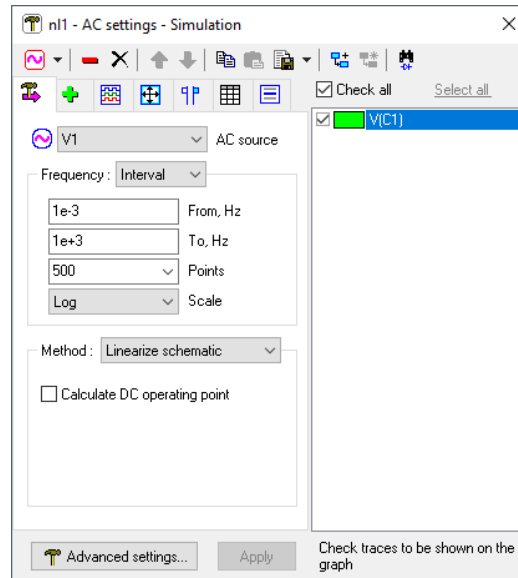 nl1 - AC settings - Simulation
Check all Select all
V1 AC source
V(C1)
Frequency : Interval
1e-3 From, Hz
1e+3 To, Hz
500 Points
Log Scale
Method : Linearize schematic
Calculate DC operating point
Advanced settings... Apply
Check traces to be shown on the
graph